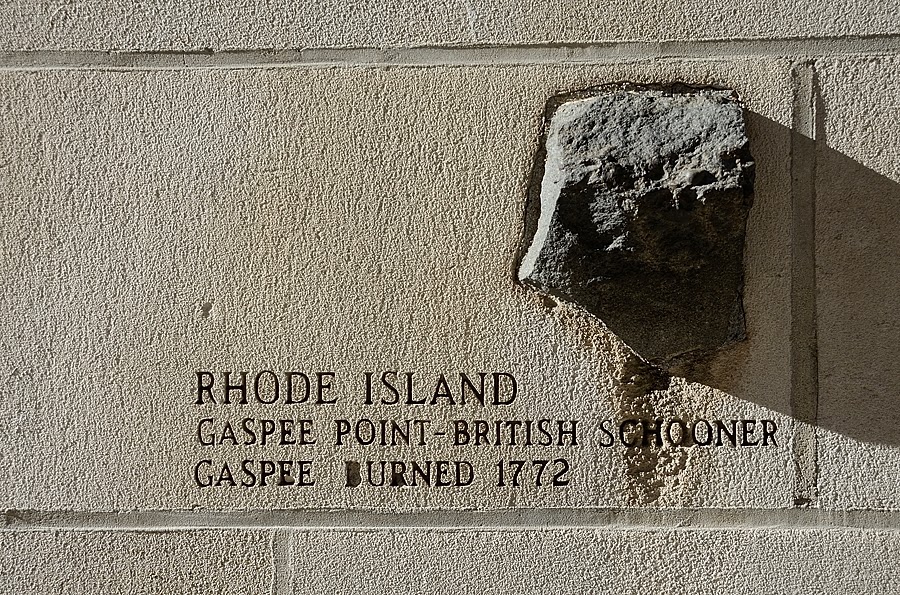 RHODE ISLAND
GASPEE POINT-BRITISH SCHOONER
GASPEE BURNED 1772